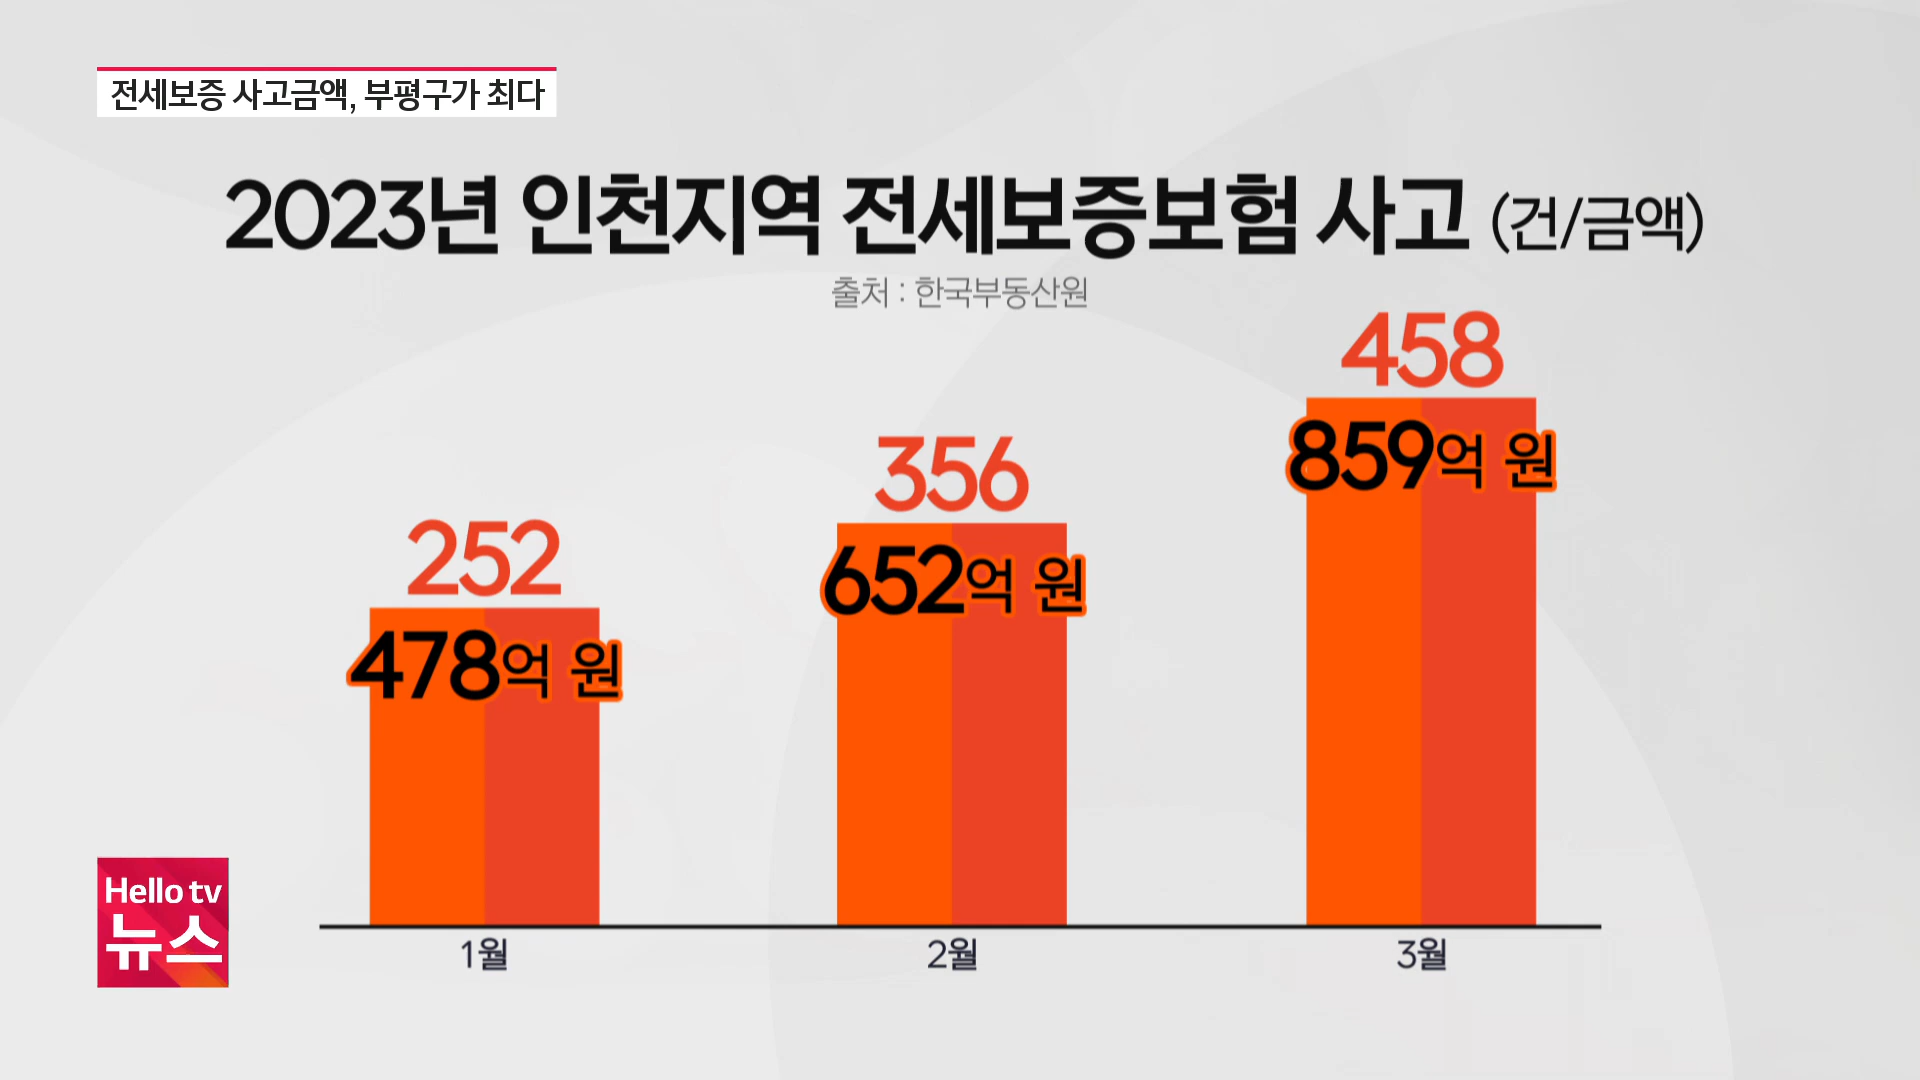 전세보증 사고금액, 부평구가 최다
2023년 인천지역 전세보증보험 사고 (건/금액)
출처 : 한국부동산원
252
478억 원
356
652억 원
458
859억 원
1월
2월
3월
Hello tv
뉴스